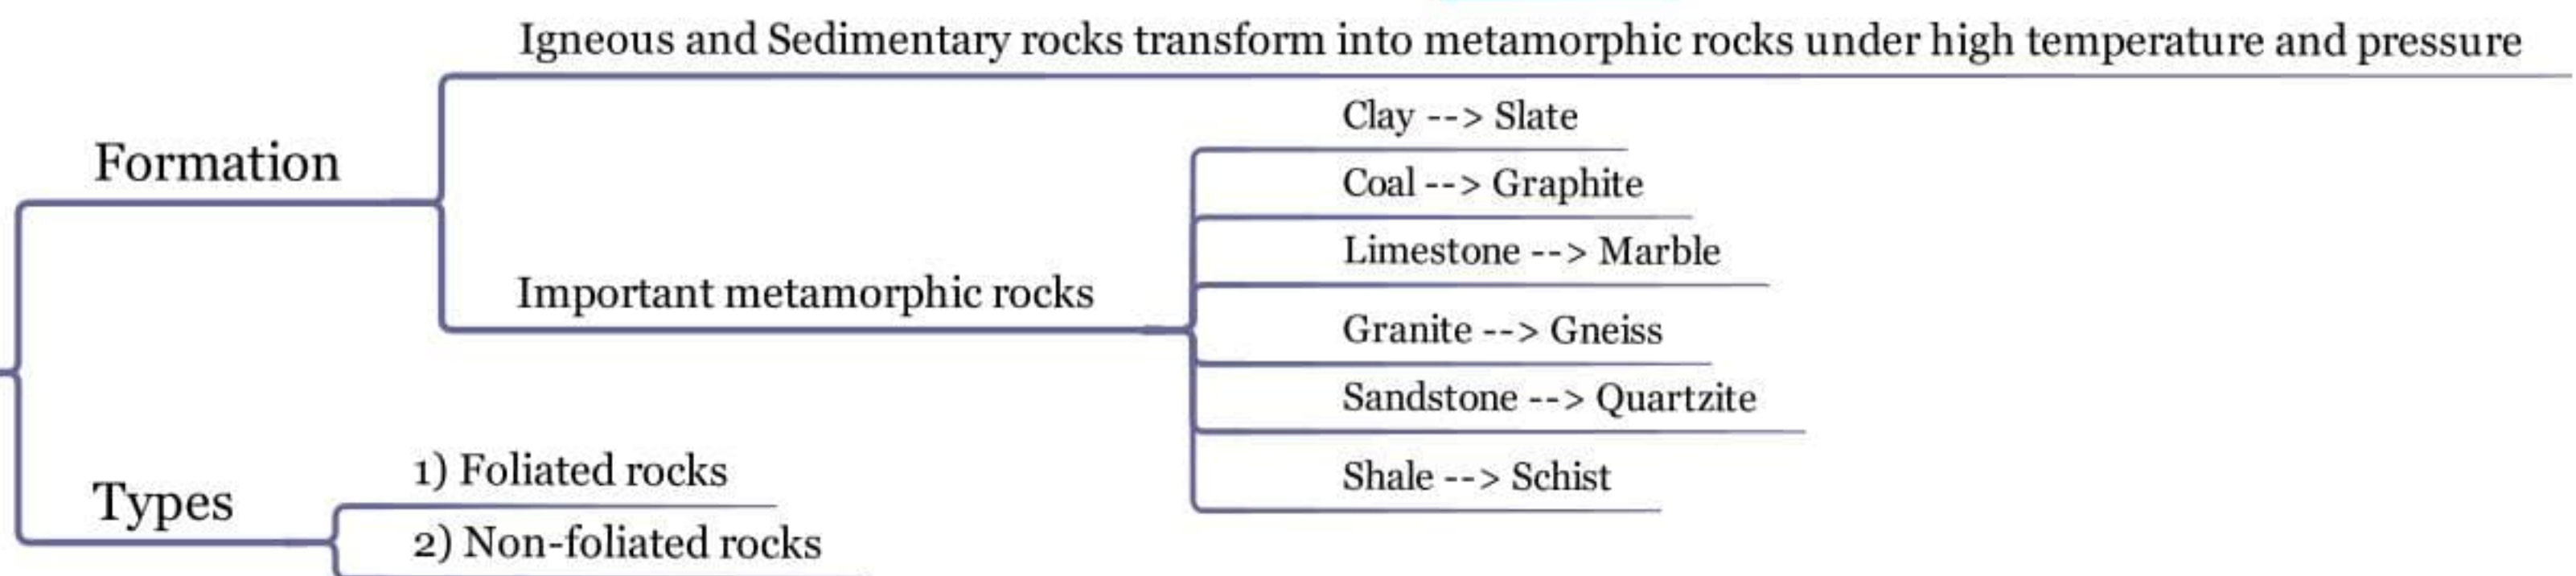 Igneous and Sedimentary rocks transform into metamorphic rocks under high temperature and pressure
Formation
Important metamorphic rocks
Clay --> Slate
Coal --> Graphite
Limestone --> Marble
Granite --> Gneiss
Sandstone --> Quartzite
Shale --> Schist
Types
1) Foliated rocks
2) Non-foliated rocks